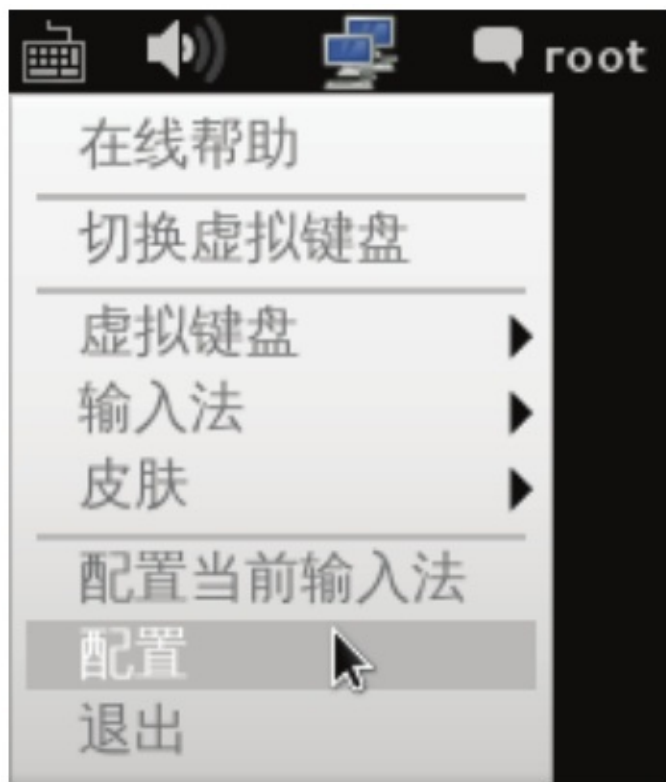 root
在线帮助
切换虚拟键盘
虚拟键盘
输入法
皮肤
配置当前输入法
配置
退出